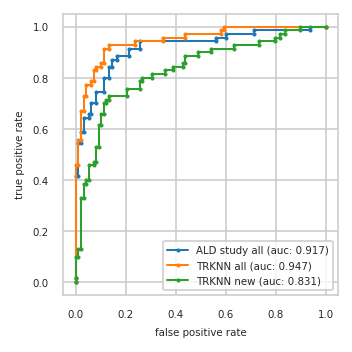 1.0
0.8
0.6
0.4
0.2
0.0
true positive rate
ALD study all (auc: 0.917)
TRKNN all (auc: 0.947)
TRKNN new (auc: 0.831)
0.0 0.2 0.4 0.6 0.8 1.0
false positive rate